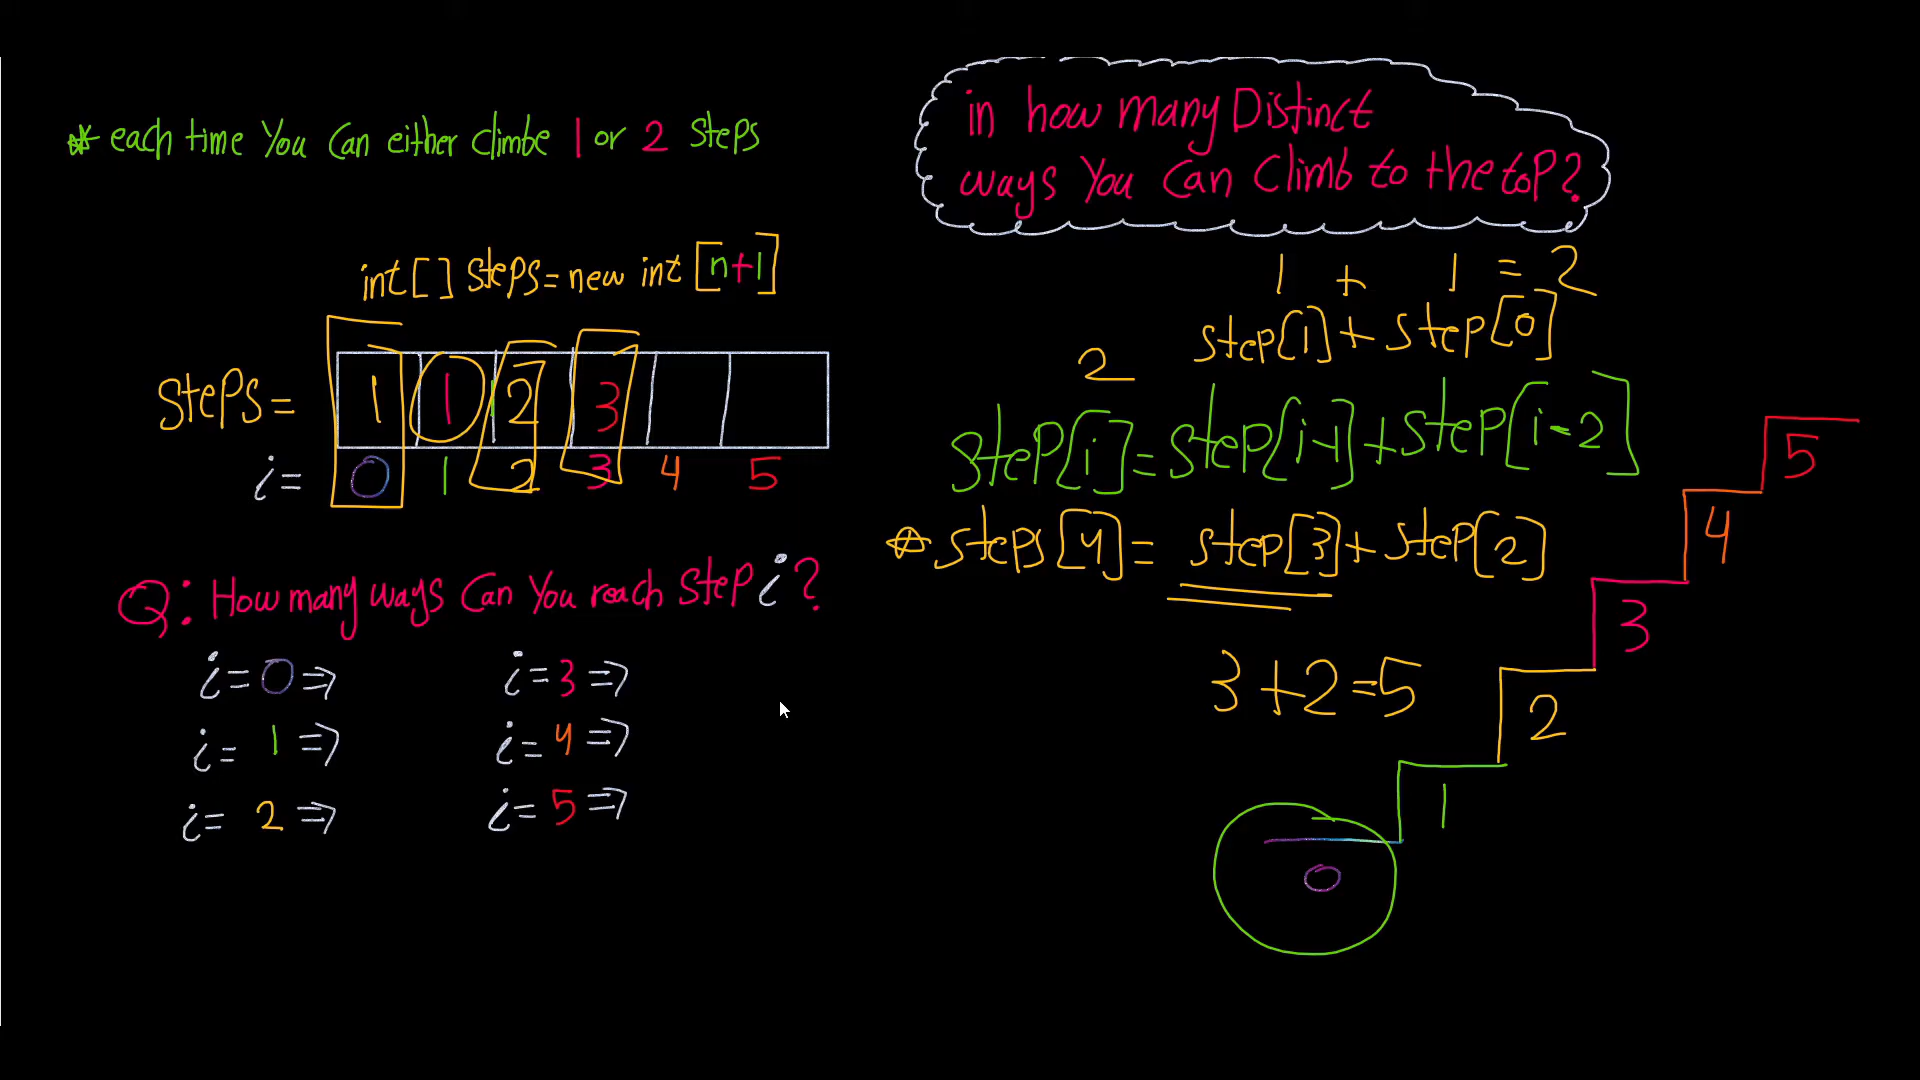 * each time You Can either Climbe 1 or 2 Steps
in how many Distinct
ways You Can Climb to the top?
int[] steps=new int[n+1]
1 + 1 = 2
step[1]+step[0]
steps= 1 1 2 3
i= 0 1 2 3 4 5
2
step[i]=step[i-1]+step[i-2]
* steps[4]= step[3]+step[2]
3+2=5
Q: How many ways Can You reach step i?
i=0⇒
i=1⇒
i=2⇒
i=3⇒
i=4⇒
i=5⇒
5
4
3
2
1
0